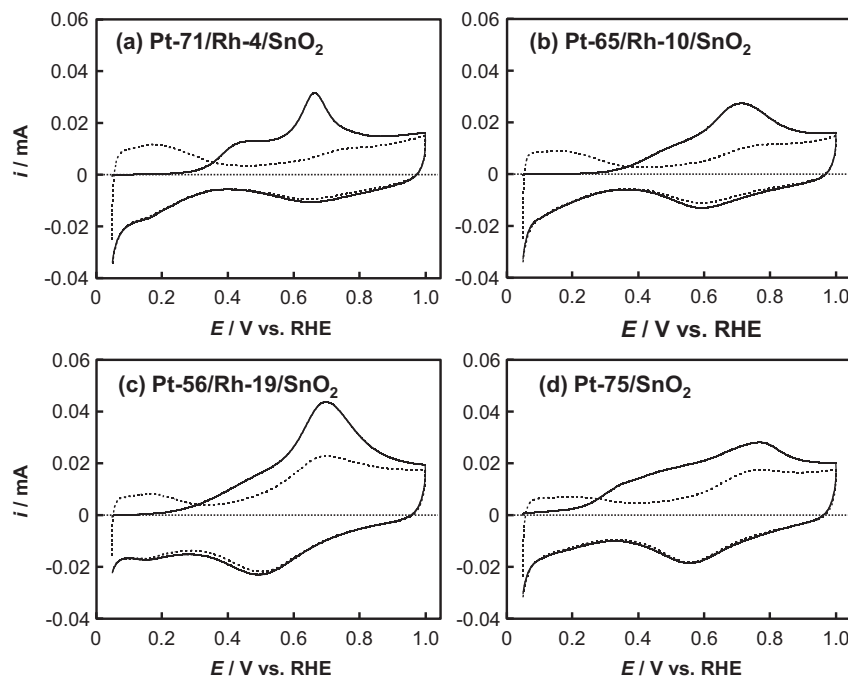 (a) Pt-71/Rh-4/SnO₂
0.06
0.04
0.02
0
-0.02
-0.04
i / mA
0 0.2 0.4 0.6 0.8 1.0
E / V vs. RHE
(b) Pt-65/Rh-10/SnO₂
0.06
0.04
0.02
0
-0.02
-0.04
0 0.2 0.4 0.6 0.8 1.0
E / V vs. RHE
(c) Pt-56/Rh-19/SnO₂
0.06
0.04
0.02
0
-0.02
-0.04
i / mA
0 0.2 0.4 0.6 0.8 1.0
E / V vs. RHE
(d) Pt-75/SnO₂
0.06
0.04
0.02
0
-0.02
-0.04
0 0.2 0.4 0.6 0.8 1.0
E / V vs. RHE